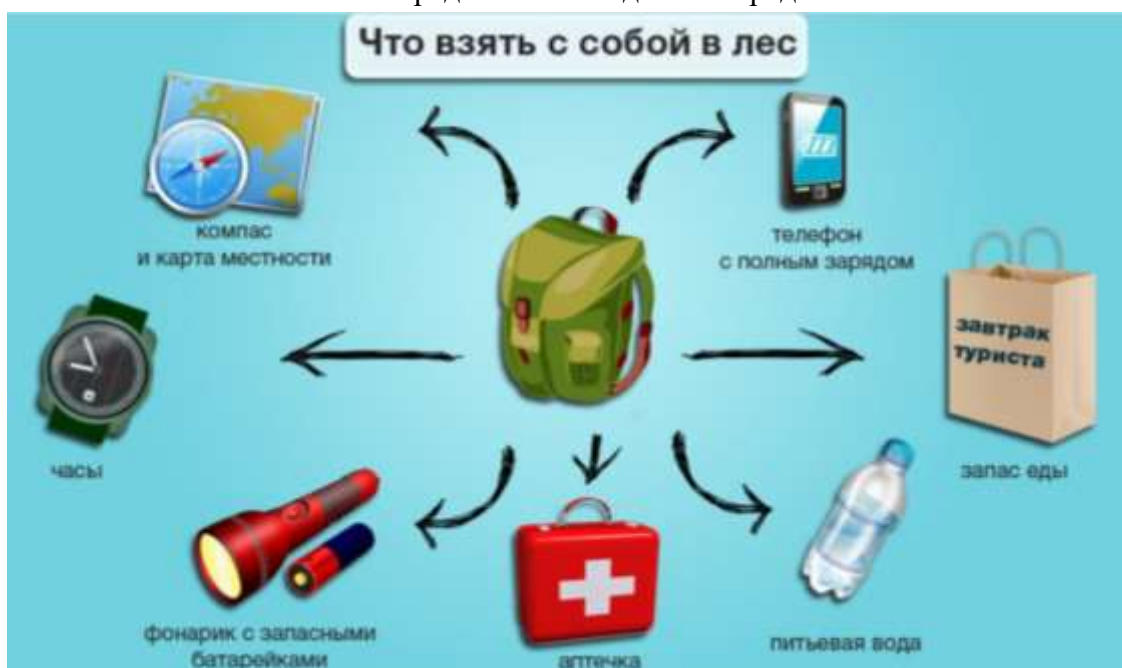 Что взять с собой в лес
компас
и карта местности
телефон
с полным зарядом
завтрак
туриста
часы
запас еды
фонарик с запасными
батарейками
аптечка
питьевая вода